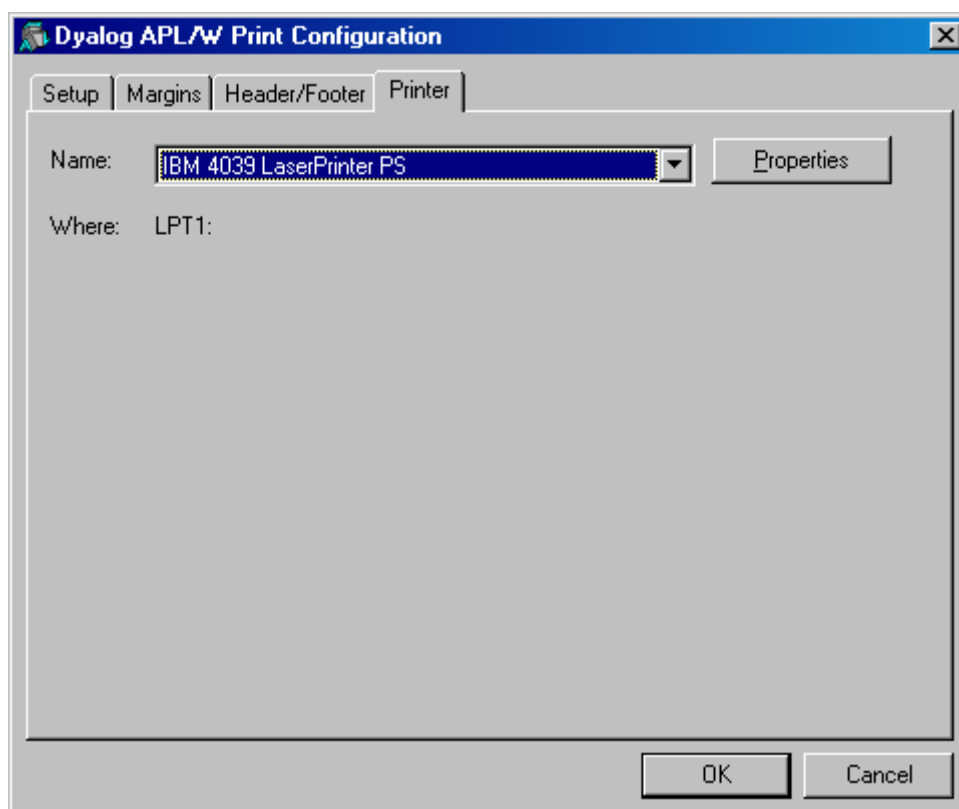 Dyalog APL/W Print Configuration
Setup Margins Header/Footer Printer
Name: IBM 4039 LaserPrinter PS Properties
Where: LPT1:
OK Cancel